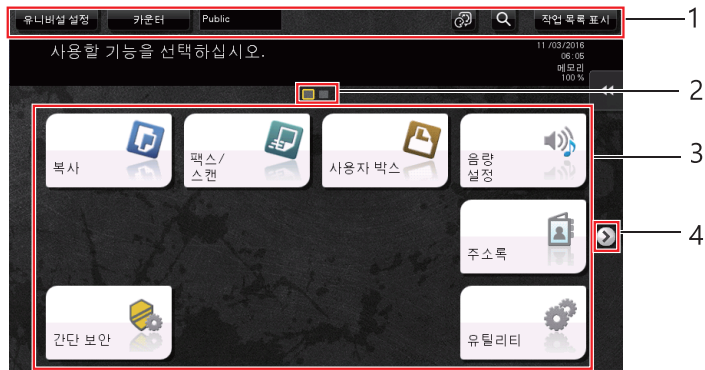 유니버설 설정 카운터 Public 작업 목록 표시 1
사용할 기능을 선택하십시오.
11 /03/2016
06:05
메모리
100 %
2
복사
팩스/
스캔
사용자 박스
음량
설정
3
주소록
4
간단 보안
유틸리티